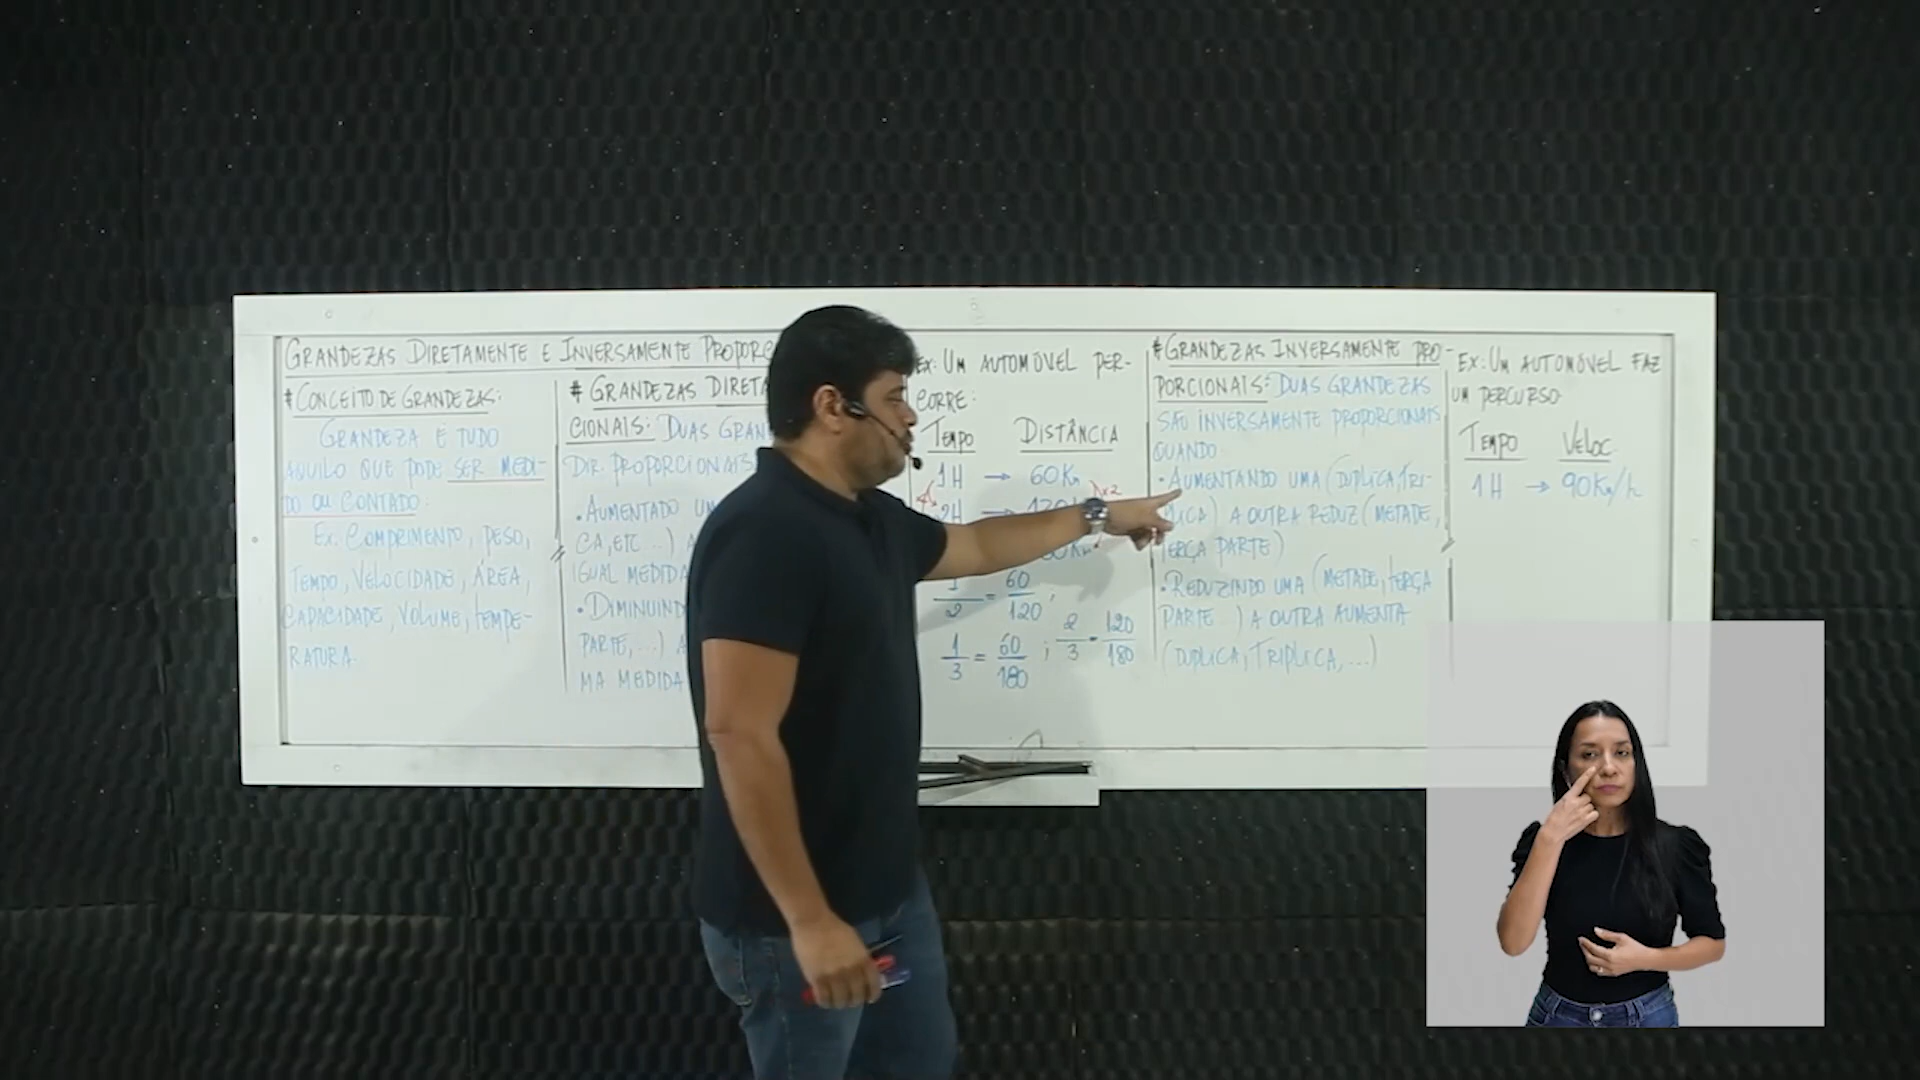 GRANDEZAS DIRETAMENTE E INVERSAMENTE PROPORC
# CONCEITO DE GRANDEZAS:
GRANDEZA É TUDO
AQUILO QUE PODE SER MEDI-
DO OU CONTADO.
EX. COMPRIMENTO, PESO,
TEMPO, VELOCIDADE, ÁREA,
CAPACIDADE, VOLUME, TEMPE-
RATURA.
# GRANDEZAS DIRETA
CIONAIS: DUAS GRAN
DIR. PROPORCIONAIS
• AUMENTADO UM
CA, ETC...) A
IGUAL MEDIDA
• DIMINUIND
PARTE,...) A
MA MEDIDA
EX: UM AUTOMÓVEL PER-
CORRE:
TEMPO DISTÂNCIA
1H → 60Km
x2
2H → 120
1/2 = 60/120 ;
1/3 = 60/180 ; 2/3 = 120/180
# GRANDEZAS INVERSAMENTE PRO-
PORCIONAIS: DUAS GRANDEZAS
SÃO INVERSAMENTE PROPORCIONAIS
QUANDO:
• AUMENTANDO UMA (DUPLICA, TRI-
PLICA) A OUTRA REDUZ (METADE,
TERÇA PARTE)
• REDUZINDO UMA (METADE, TERÇA
PARTE ) A OUTRA AUMENTA
(DUPLICA, TRIPLICA, ...)
EX: UM AUTOMÓVEL FAZ
UM PERCURSO
TEMPO VELOC.
1H → 90Km/h